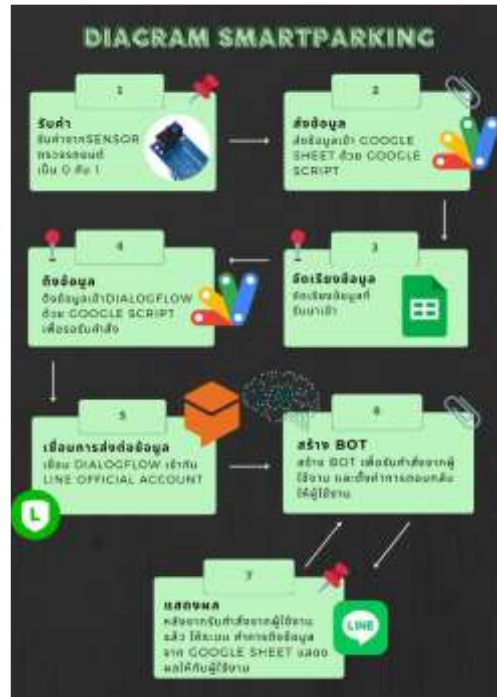 DIAGRAM SMARTPARKING
1
รับค่า
รับค่าจากSENSOR
ตรวจรถยนต์
เป็น 0 กับ 1
2
ส่งข้อมูล
ส่งข้อมูลเข้า GOOGLE
SHEET ด้วย GOOGLE
SCRIPT
3
จัดเรียงข้อมูล
จัดเรียงข้อมูลที่
รับมาเข้า
4
ดึงข้อมูล
ดึงข้อมูลเข้าDIALOGFLOW
ด้วย GOOGLE SCRIPT
เพื่อรอรับคำสั่ง
5
เชื่อมการส่งต่อข้อมูล
เชื่อม DIALOGFLOW เข้ากับ
LINE OFFICIAL ACCOUNT
L
6
สร้าง BOT
สร้าง BOT เพื่อรับคำสั่งจากผู้
ใช้งาน และตั้งค่าการตอบกลับ
ให้ผู้ใช้งาน
7
แสดงผล
หลังจากรับคำสั่งจากผู้ใช้งาน
แล้ว ให้ระบบ ทำการดึงข้อมูล
จาก GOOGLE SHEET แสดง
ผลให้กับผู้ใช้งาน
LINE